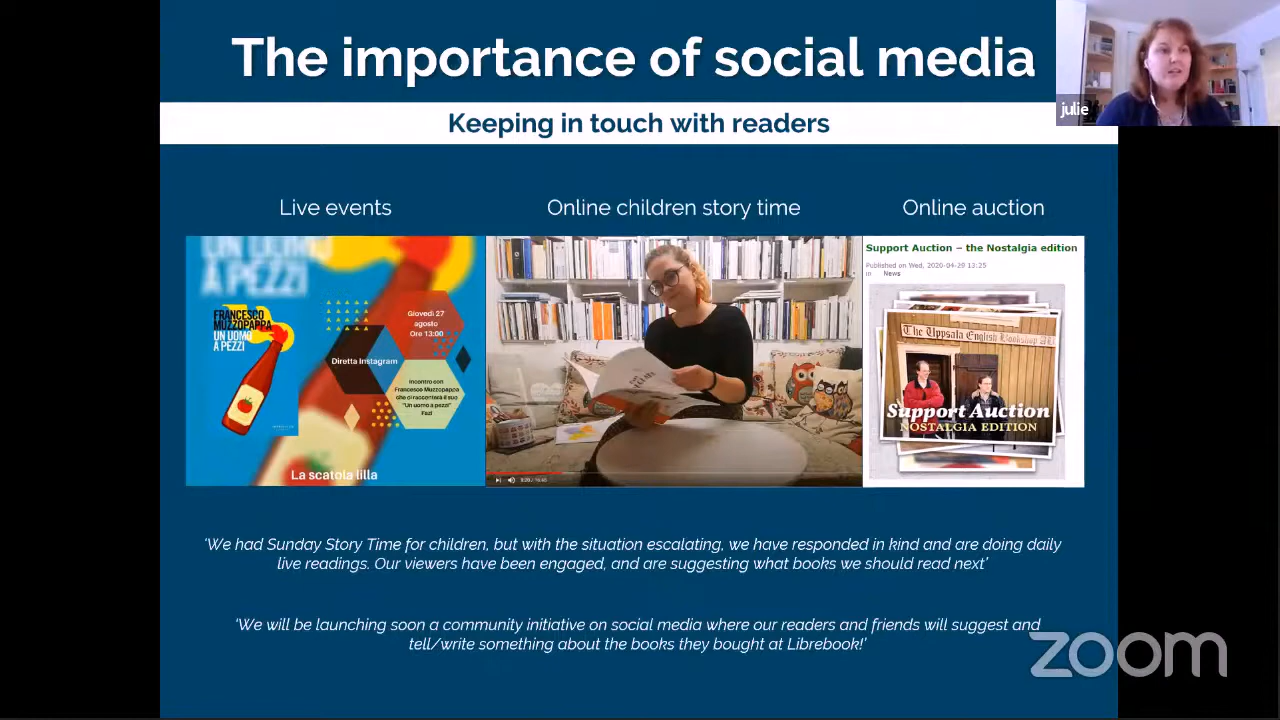 The importance of social media
julie
Keeping in touch with readers
Live events
Online children story time
Online auction
UN UOMO
A PEZZI
FRANCESCO
MUZZOPAPPA
UN UOMO
A PEZZI
Giovedì 27
agosto
Ore 13:00
Diretta Instagram
Incontro con
Francesco Muzzopappa
che ci racconterà il suo
"Un uomo a pezzi"
Fazi
La scatola lilla
Support Auction – the Nostalgia edition
Published on Wed, 2020-04-29 13:25
in News
The Uppsala English Bookshop AB
Support Auction
NOSTALGIA EDITION
'We had Sunday Story Time for children, but with the situation escalating, we have responded in kind and are doing daily
live readings. Our viewers have been engaged, and are suggesting what books we should read next'
'We will be launching soon a community initiative on social media where our readers and friends will suggest and
tell/write something about the books they bought at Librebook!'
zoom